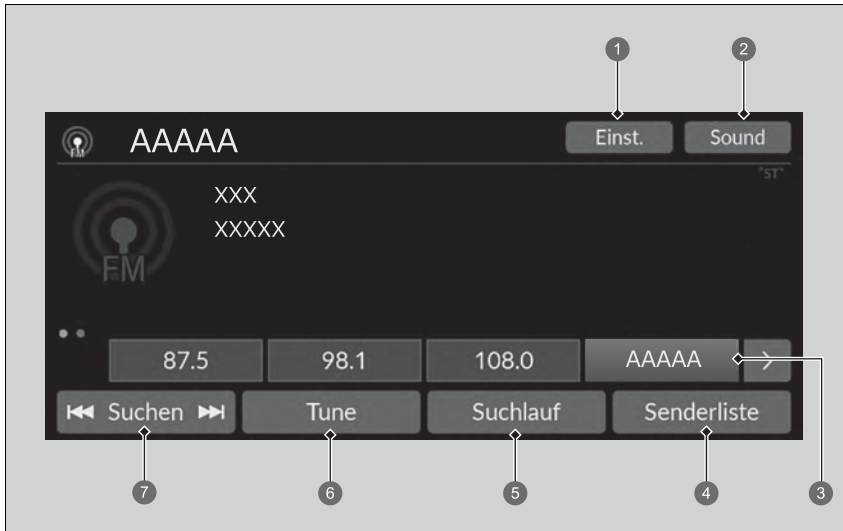 1 2
AAAAA Einst. Sound
FM
"ST"
XXX
XXXXX
FM
87.5 98.1 108.0 AAAAA >
Suchen Tune Suchlauf Senderliste
7 6 5 4 3